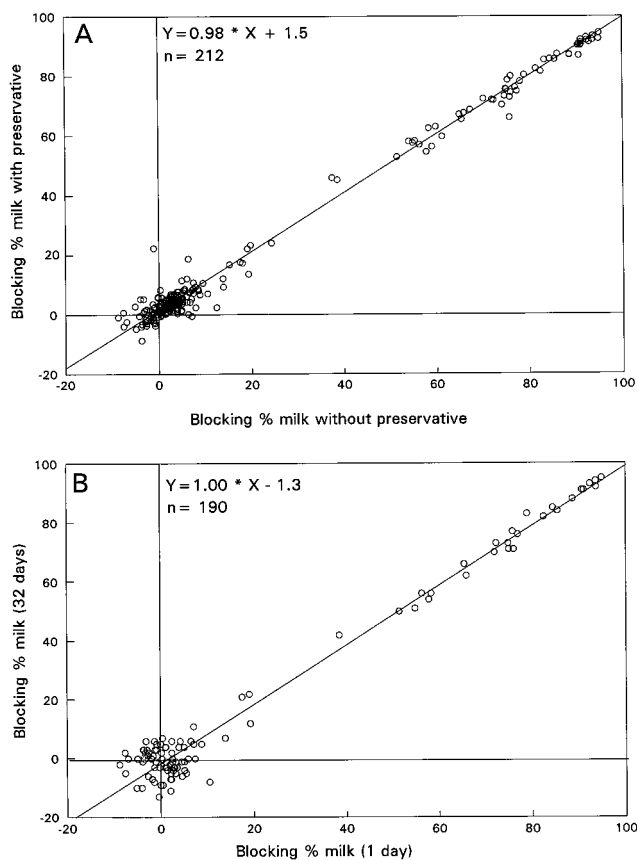 A
Y=0.98 * X + 1.5
n= 212
100
80
60
40
20
0
-20
Blocking % milk with preservative
-20 0 20 40 60 80 100
Blocking % milk without preservative
B
Y=1.00 * X - 1.3
n= 190
100
80
60
40
20
0
-20
Blocking % milk (32 days)
-20 0 20 40 60 80 100
Blocking % milk (1 day)